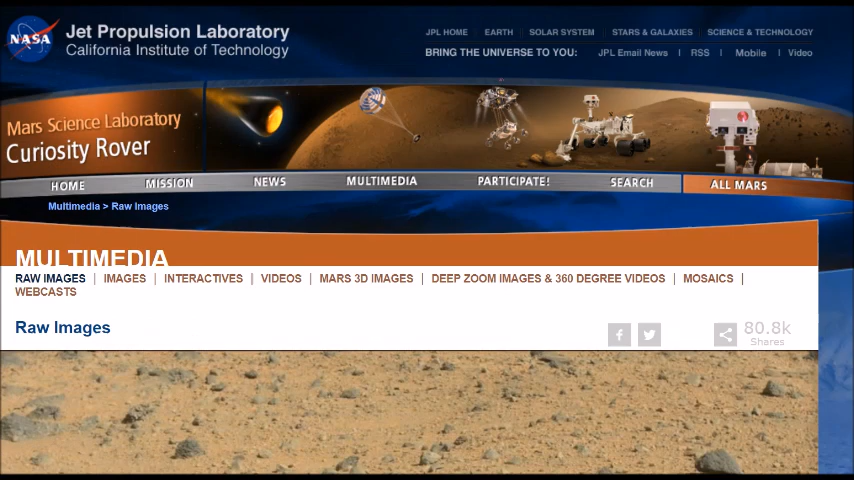 NASA
Jet Propulsion Laboratory
California Institute of Technology
JPL HOME EARTH SOLAR SYSTEM STARS & GALAXIES SCIENCE & TECHNOLOGY
BRING THE UNIVERSE TO YOU: JPL Email News | RSS | Mobile | Video
Mars Science Laboratory
Curiosity Rover
HOME MISSION NEWS MULTIMEDIA PARTICIPATE! SEARCH ALL MARS
Multimedia > Raw Images
MULTIMEDIA
RAW IMAGES | IMAGES | INTERACTIVES | VIDEOS | MARS 3D IMAGES | DEEP ZOOM IMAGES & 360 DEGREE VIDEOS | MOSAICS |
WEBCASTS
Raw Images
80.8k
Shares